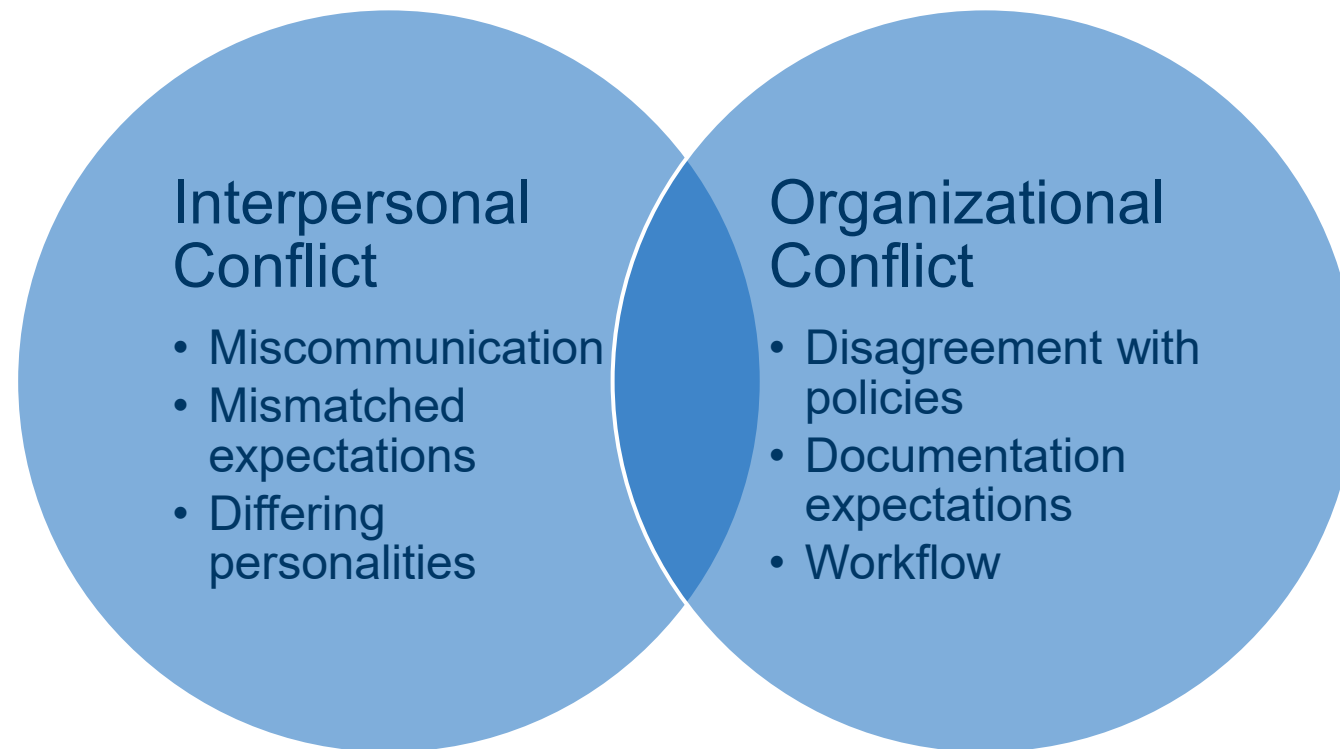 Interpersonal
Conflict
• Miscommunication
• Mismatched
expectations
• Differing
personalities
Organizational
Conflict
• Disagreement with
policies
• Documentation
expectations
• Workflow